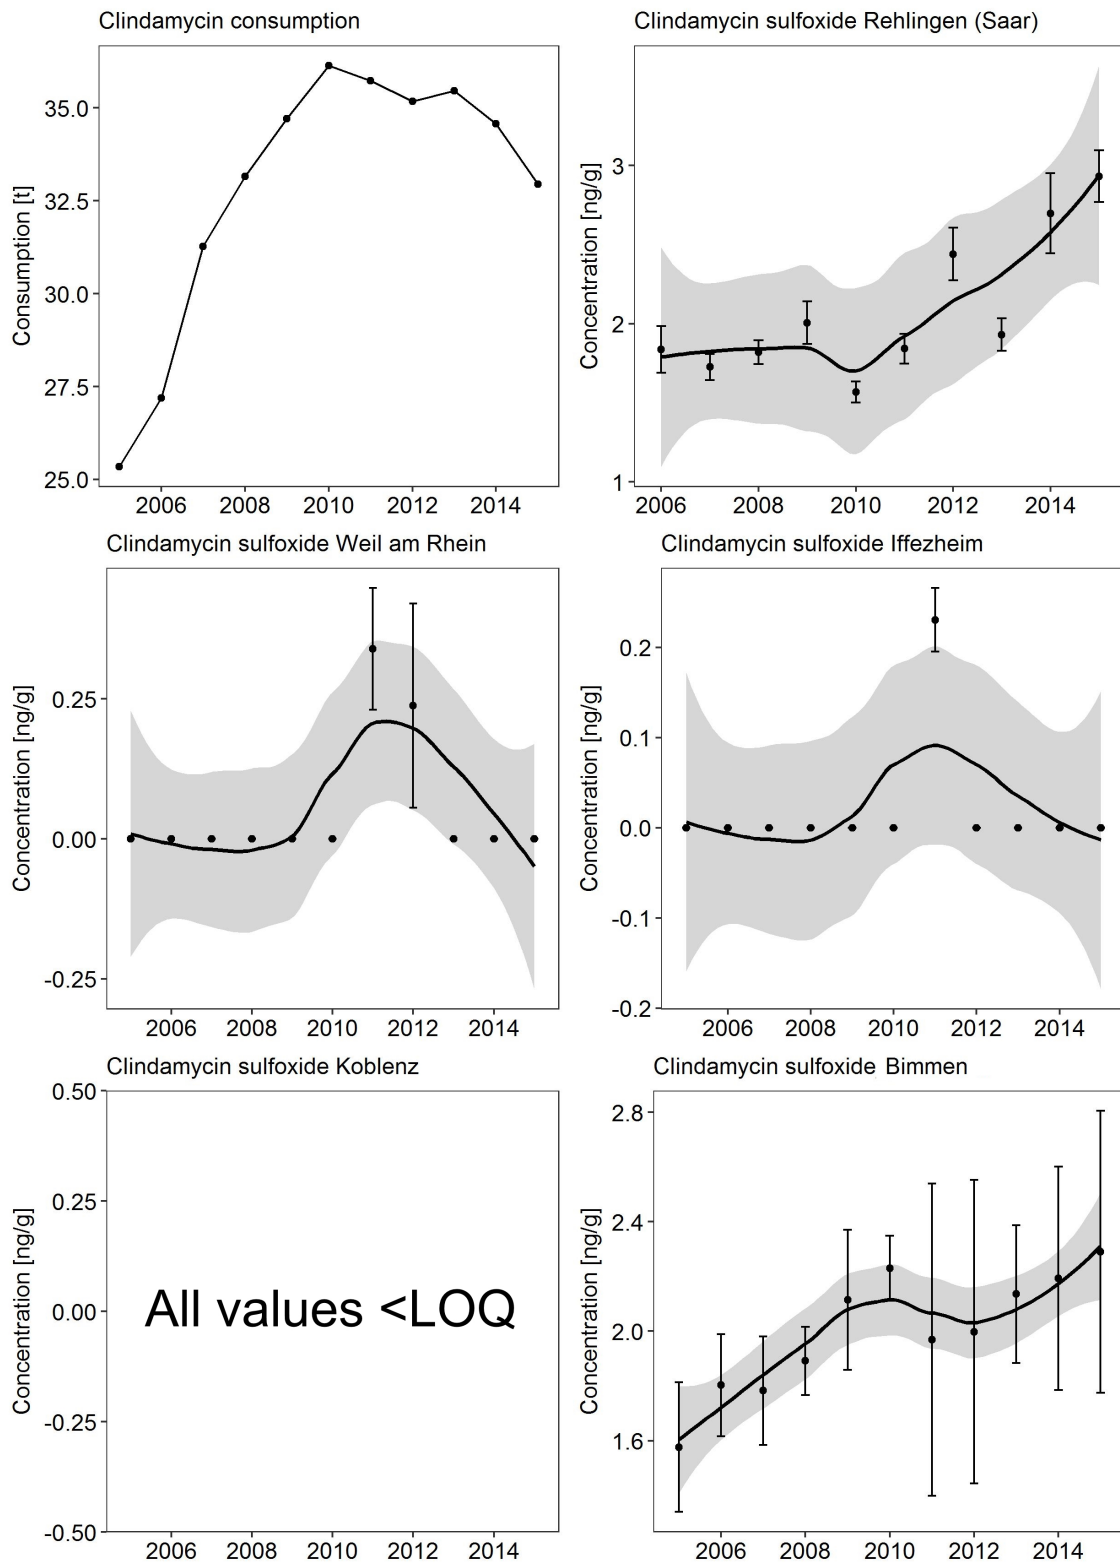 Clindamycin consumption
Consumption [t]
35.0
32.5
30.0
27.5
25.0
2006 2008 2010 2012 2014
Clindamycin sulfoxide Rehlingen (Saar)
Concentration [ng/g]
3
2
1
2006 2008 2010 2012 2014
Clindamycin sulfoxide Weil am Rhein
Concentration [ng/g]
0.25
0.00
-0.25
2006 2008 2010 2012 2014
Clindamycin sulfoxide Iffezheim
Concentration [ng/g]
0.2
0.1
0.0
-0.1
-0.2
2006 2008 2010 2012 2014
Clindamycin sulfoxide Koblenz
Concentration [ng/g]
0.50
0.25
0.00
-0.25
-0.50
All values <LOQ
2006 2008 2010 2012 2014
Clindamycin sulfoxide Bimmen
Concentration [ng/g]
2.8
2.4
2.0
1.6
2006 2008 2010 2012 2014